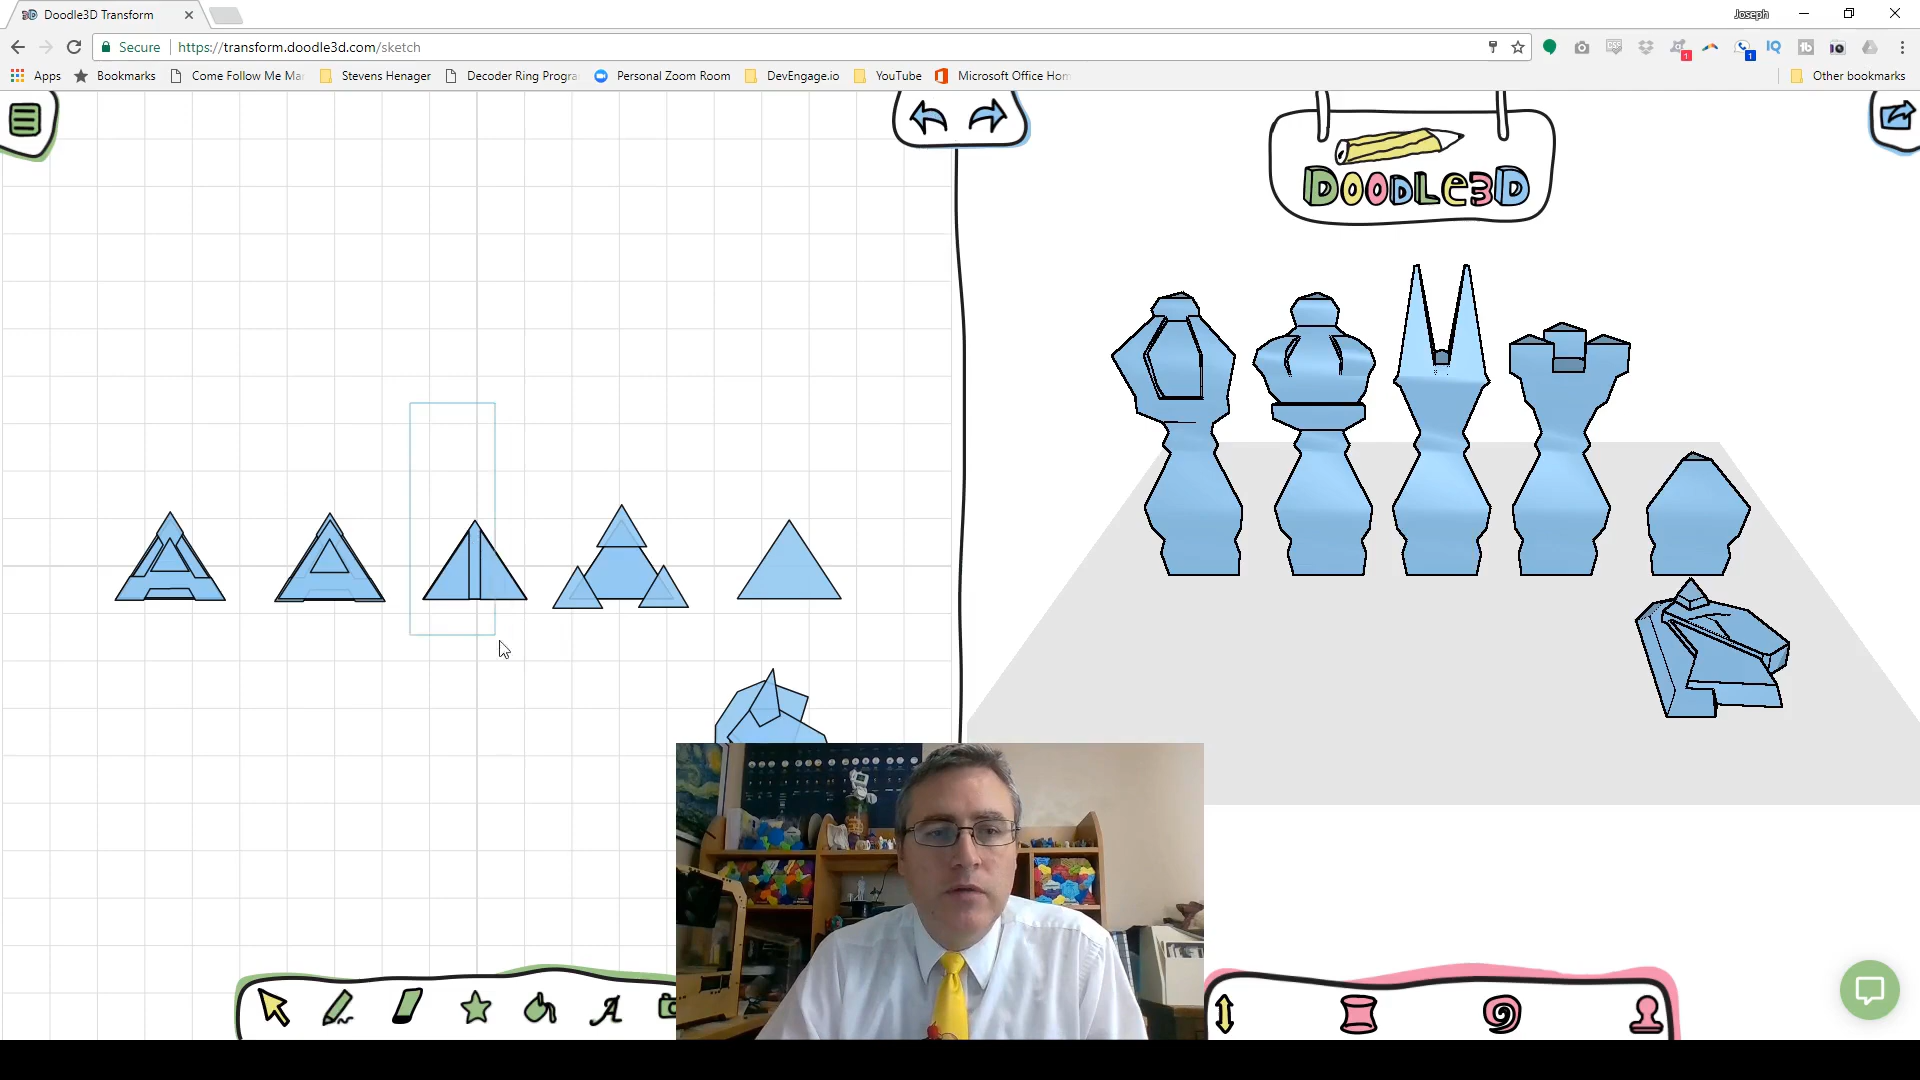 Doodle3D Transform
Joseph
Secure
https://transform.doodle3d.com/sketch
Apps
Bookmarks
Come Follow Me Ma
Stevens Henager
Decoder Ring Progra
Personal Zoom Room
DevEngage.io
YouTube
Microsoft Office Hom
Other bookmarks
DOODLE3D